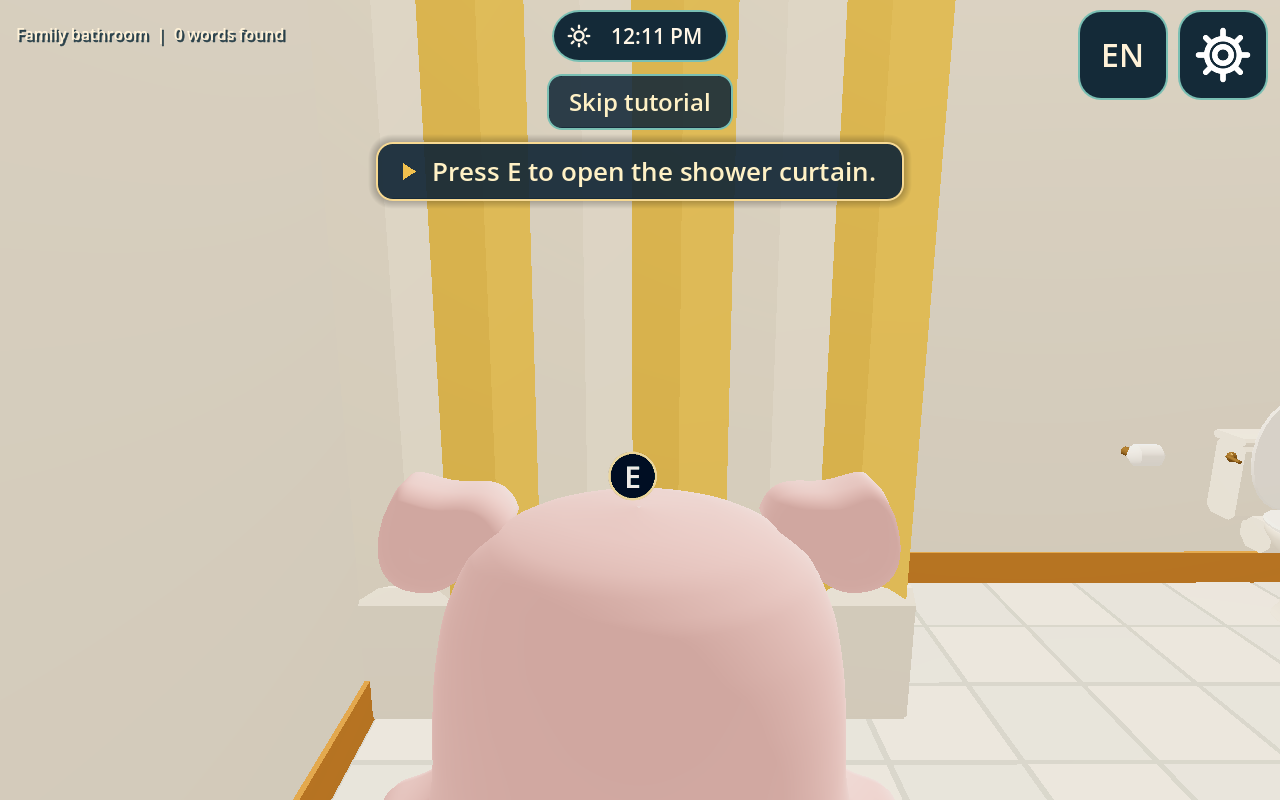 Family bathroom | 0 words found
12:11 PM
EN
Skip tutorial
Press E to open the shower curtain.
E